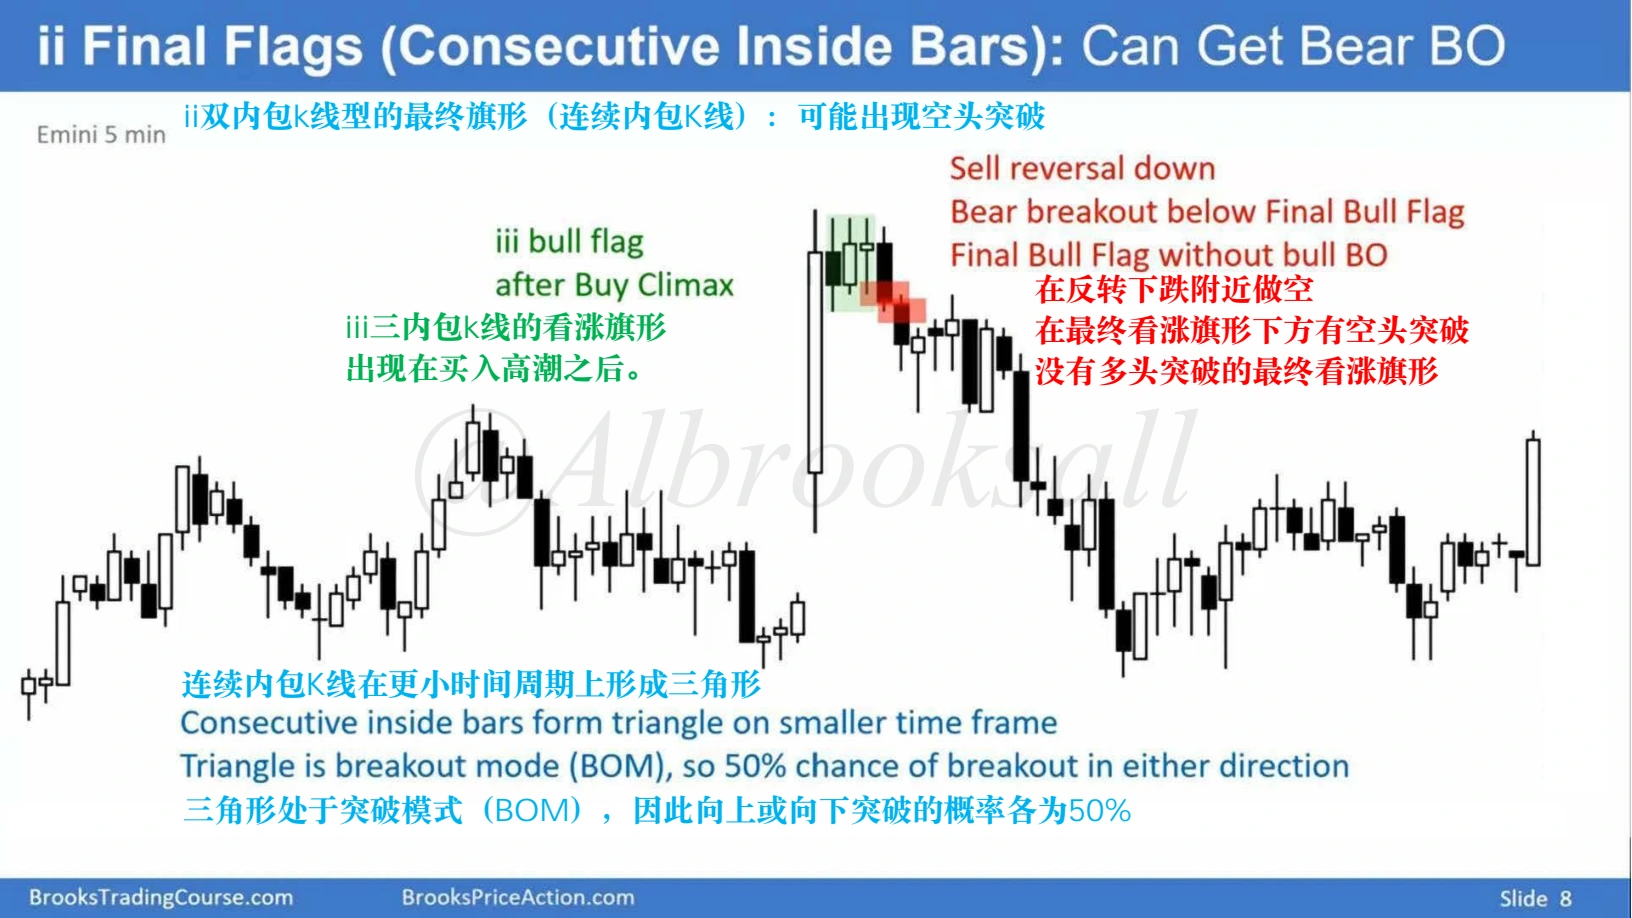 ii Final Flags (Consecutive Inside Bars): Can Get Bear BO
ii双内包k线型的最终旗形（连续内包K线）：可能出现空头突破
Emini 5 min
Sell reversal down
Bear breakout below Final Bull Flag
Final Bull Flag without bull BO
在反转下跌附近做空
在最终看涨旗形下方有空头突破
没有多头突破的最终看涨旗形
iii bull flag
after Buy Climax
iii三内包k线的看涨旗形
出现在买入高潮之后。
@Albrooksall
连续内包K线在更小时间周期上形成三角形
Consecutive inside bars form triangle on smaller time frame
Triangle is breakout mode (BOM), so 50% chance of breakout in either direction
三角形处于突破模式（BOM），因此向上或向下突破的概率各为50%
BrooksTradingCourse.com
BrooksPriceAction.com
Slide 8